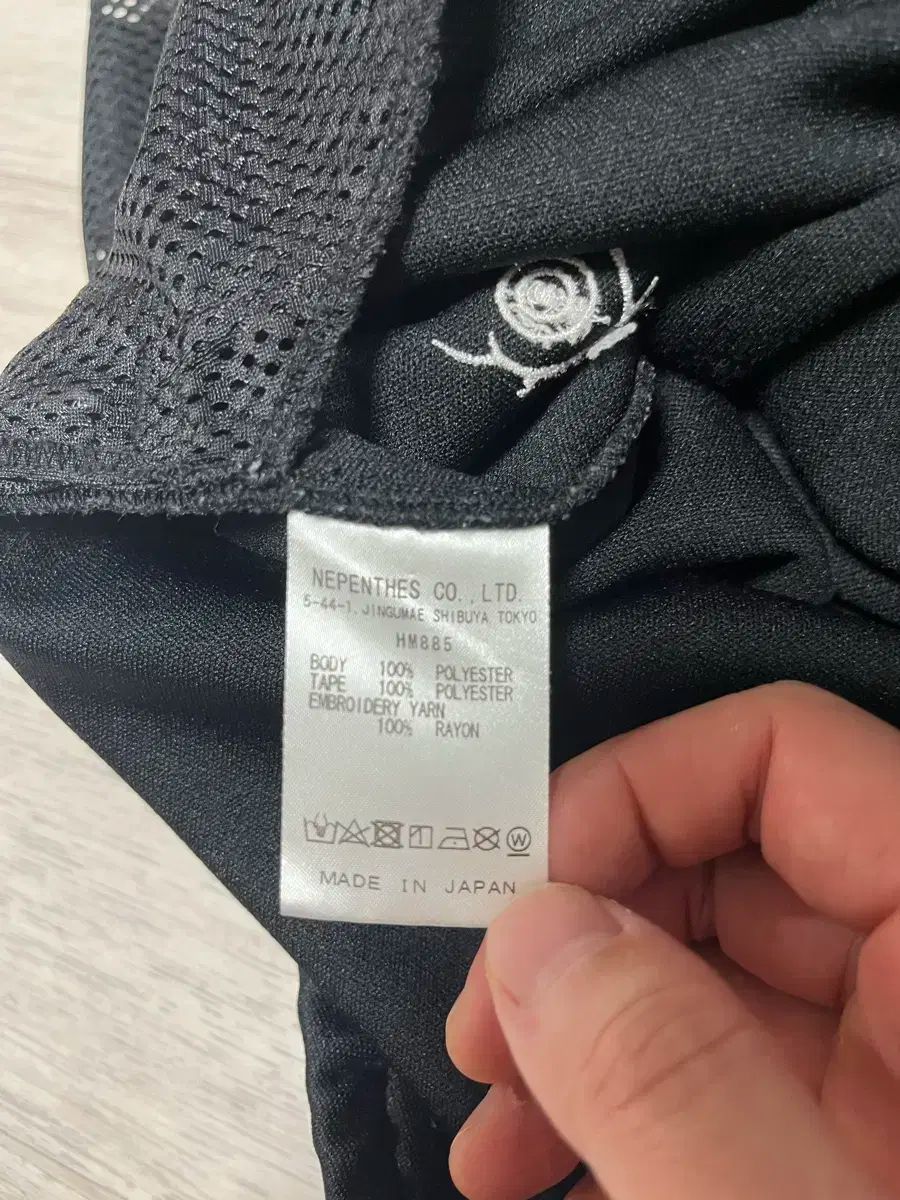 NEPENTHES CO.,LTD.
5-44-1, JINGUMAE SHIBUYA TOKYO
HM885
BODY 100% POLYESTER
TAPE 100% POLYESTER
EMBROIDERY YARN
100% RAYON
W
MADE IN JAPAN